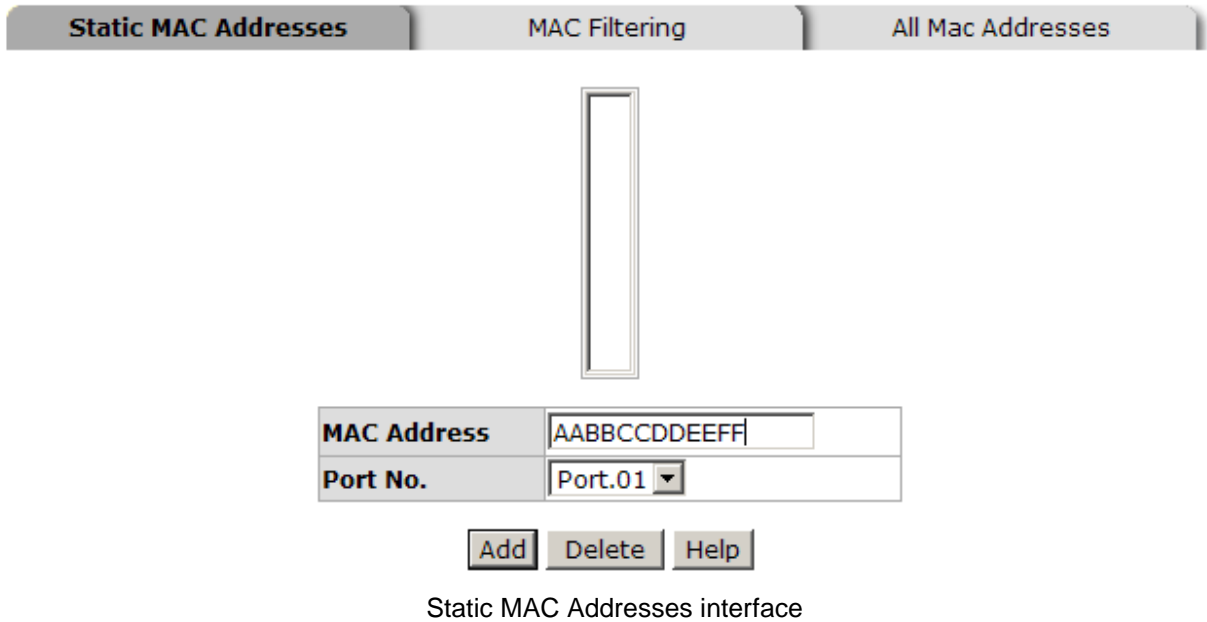 Static MAC Addresses MAC Filtering All Mac Addresses
MAC Address AABBCCDDEEFF
Port No. Port.01
Add Delete Help
Static MAC Addresses interface